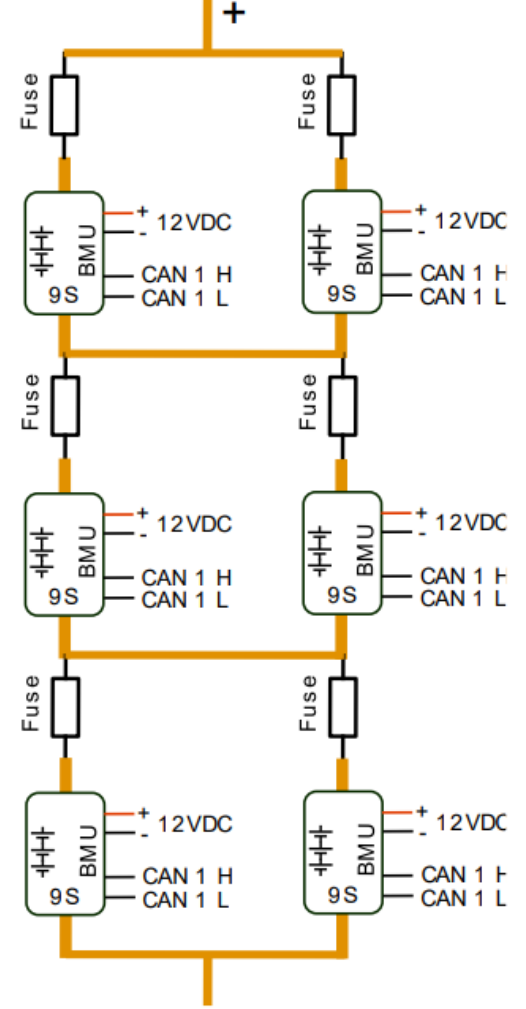 +
Fuse Fuse
+ 12VDC + 12VDC
- -
BMU BMU
CAN 1 H CAN 1 H
9S CAN 1 L 9S CAN 1 L
Fuse Fuse
+ 12VDC + 12VDC
- -
BMU BMU
CAN 1 H CAN 1 H
9S CAN 1 L 9S CAN 1 L
Fuse Fuse
+ 12VDC + 12VDC
- -
BMU BMU
CAN 1 H CAN 1 H
9S CAN 1 L 9S CAN 1 L